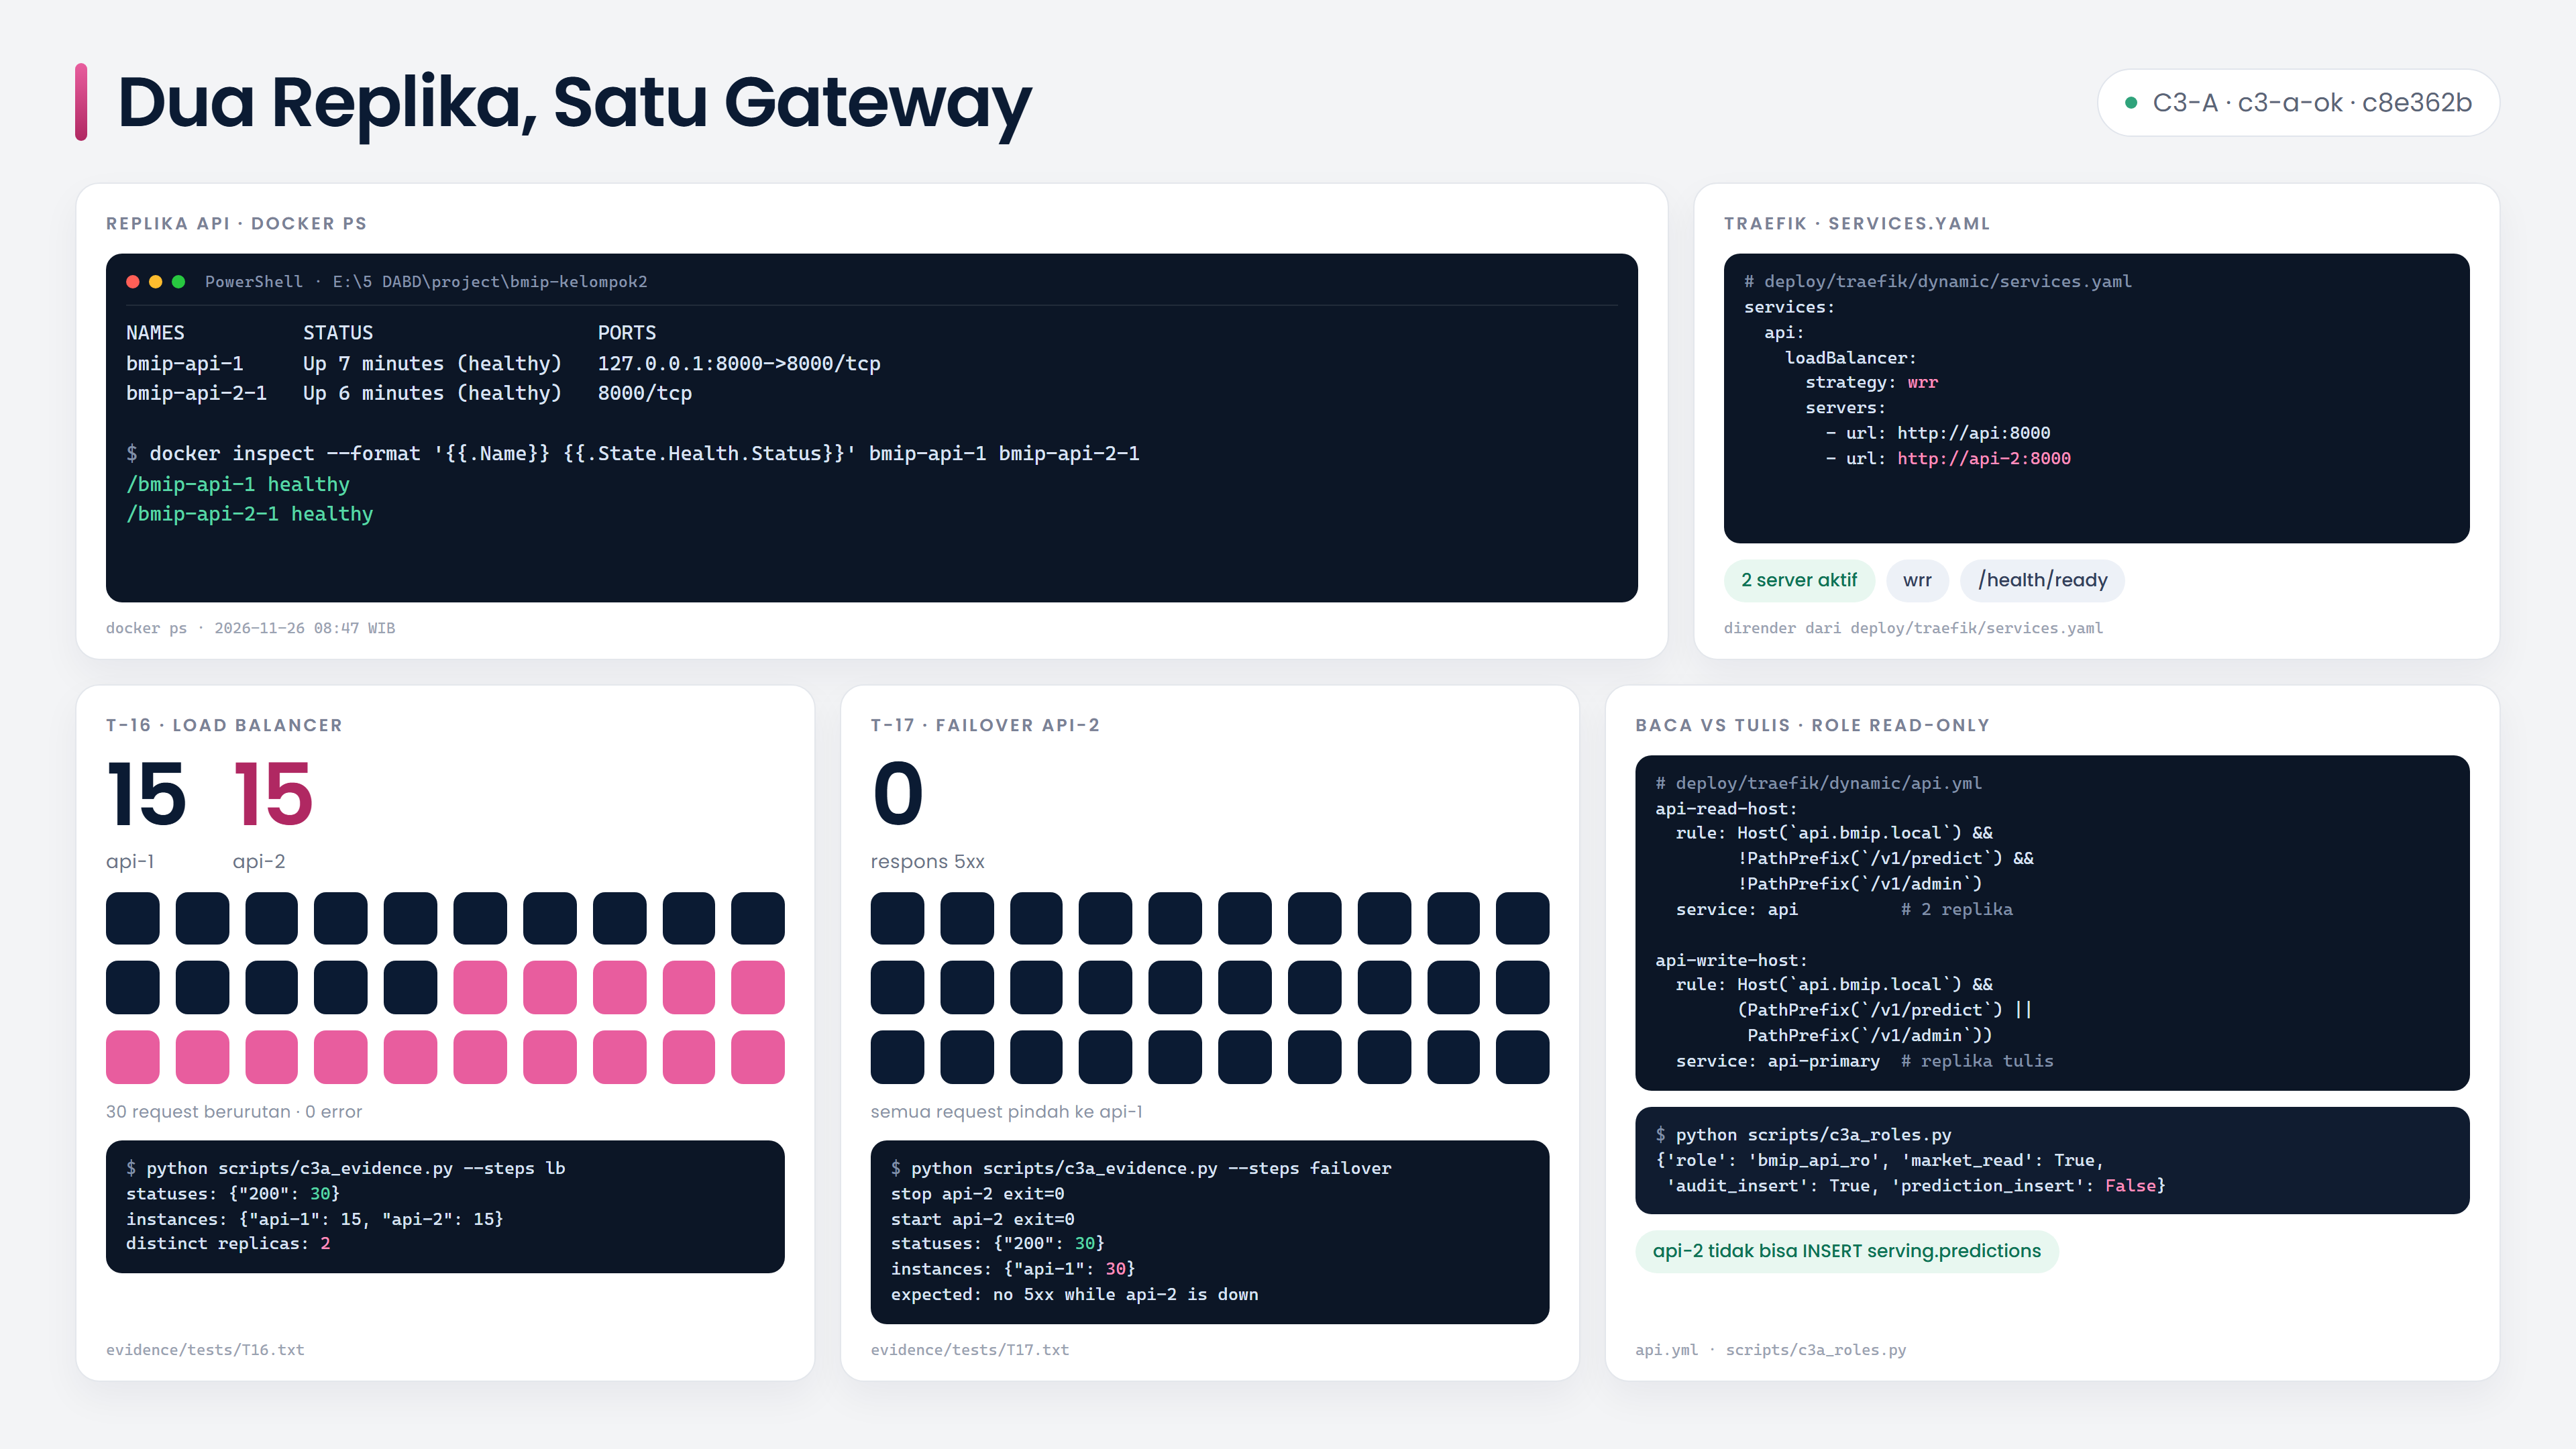 Dua Replika, Satu Gateway
C3-A · c3-a-ok · c8e362b
REPLIKA API · DOCKER PS
PowerShell · E:\5 DABD\project\bmip-kelompok2
NAMES STATUS PORTS
bmip-api-1 Up 7 minutes (healthy) 127.0.0.1:8000->8000/tcp
bmip-api-2-1 Up 6 minutes (healthy) 8000/tcp
$ docker inspect --format '{{.Name}} {{.State.Health.Status}}' bmip-api-1 bmip-api-2-1
/bmip-api-1 healthy
/bmip-api-2-1 healthy
docker ps · 2026-11-26 08:47 WIB
TRAEFIK · SERVICES.YAML
# deploy/traefik/dynamic/services.yaml
services:
  api:
    loadBalancer:
      strategy: wrr
      servers:
        - url: http://api:8000
        - url: http://api-2:8000
2 server aktif wrr /health/ready
dirender dari deploy/traefik/services.yaml
T-16 · LOAD BALANCER
15 15
api-1 api-2
30 request berurutan · 0 error
$ python scripts/c3a_evidence.py --steps lb
statuses: {"200": 30}
instances: {"api-1": 15, "api-2": 15}
distinct replicas: 2
evidence/tests/T16.txt
T-17 · FAILOVER API-2
0
respons 5xx
semua request pindah ke api-1
$ python scripts/c3a_evidence.py --steps failover
stop api-2 exit=0
start api-2 exit=0
statuses: {"200": 30}
instances: {"api-1": 30}
expected: no 5xx while api-2 is down
evidence/tests/T17.txt
BACA VS TULIS · ROLE READ-ONLY
# deploy/traefik/dynamic/api.yml
api-read-host:
  rule: Host(`api.bmip.local`) &&
        !PathPrefix(`/v1/predict`) &&
        !PathPrefix(`/v1/admin`)
  service: api          # 2 replika
api-write-host:
  rule: Host(`api.bmip.local`) &&
        (PathPrefix(`/v1/predict`) ||
         PathPrefix(`/v1/admin`))
  service: api-primary  # replika tulis
$ python scripts/c3a_roles.py
{'role': 'bmip_api_ro', 'market_read': True,
 'audit_insert': True, 'prediction_insert': False}
api-2 tidak bisa INSERT serving.predictions
api.yml · scripts/c3a_roles.py